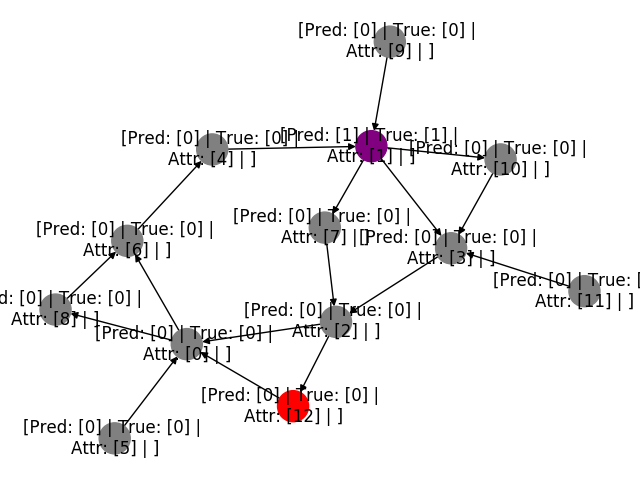 [Pred: [0] | True: [0] |
Attr: [9] | ]
[Pred: [0] | True: [0] |
Attr: [4] | ]
[Pred: [1] | True: [1] |
Attr: [1] | ]
[Pred: [0] | True: [0] |
Attr: [10] | ]
[Pred: [0] | True: [0] |
Attr: [7] | ]
[Pred: [0] | True: [0] |
Attr: [6] | ]
[Pred: [0] | True: [0] |
Attr: [3] | ]
[Pred: [0] | True: [
Attr: [11] | ]
d: [0] | True: [0] |
Attr: [8] | ]
[Pred: [0] | True: [0] |
Attr: [2] | ]
[Pred: [0] | True: [0] |
Attr: [0] | ]
[Pred: [0] | True: [0] |
Attr: [12] | ]
[Pred: [0] | True: [0] |
Attr: [5] | ]